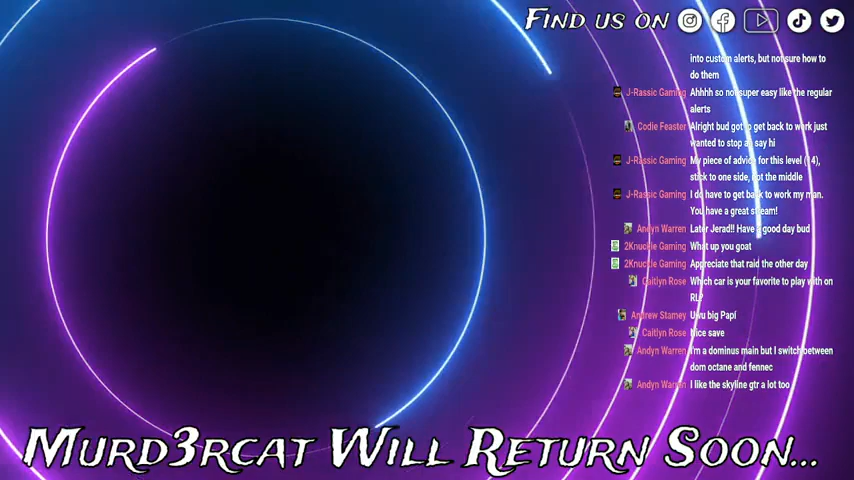 Find us on
into custom alerts, but not sure how to
do them
J-Rassic Gaming Ahhhh so not super easy like the regular
alerts
Codie Feaster Alright bud got to get back to work just
wanted to stop an say hi
J-Rassic Gaming My piece of advice for this level (14),
stick to one side, not the middle
J-Rassic Gaming I do have to get back to work my man.
You have a great stream!
Andyn Warren Later Jerad!! Have a good day bud
2Knuckle Gaming What up you goat
2Knuckle Gaming Appreciate that raid the other day
Caitlyn Rose Which car is your favorite to play with on
RL?
Andrew Stamey Uwu big Papí
Caitlyn Rose Nice save
Andyn Warren I'm a dominus main but I switch between
dom octane and fennec
Andyn Warren I like the skyline gtr a lot too
Murd3rcat Will Return Soon...